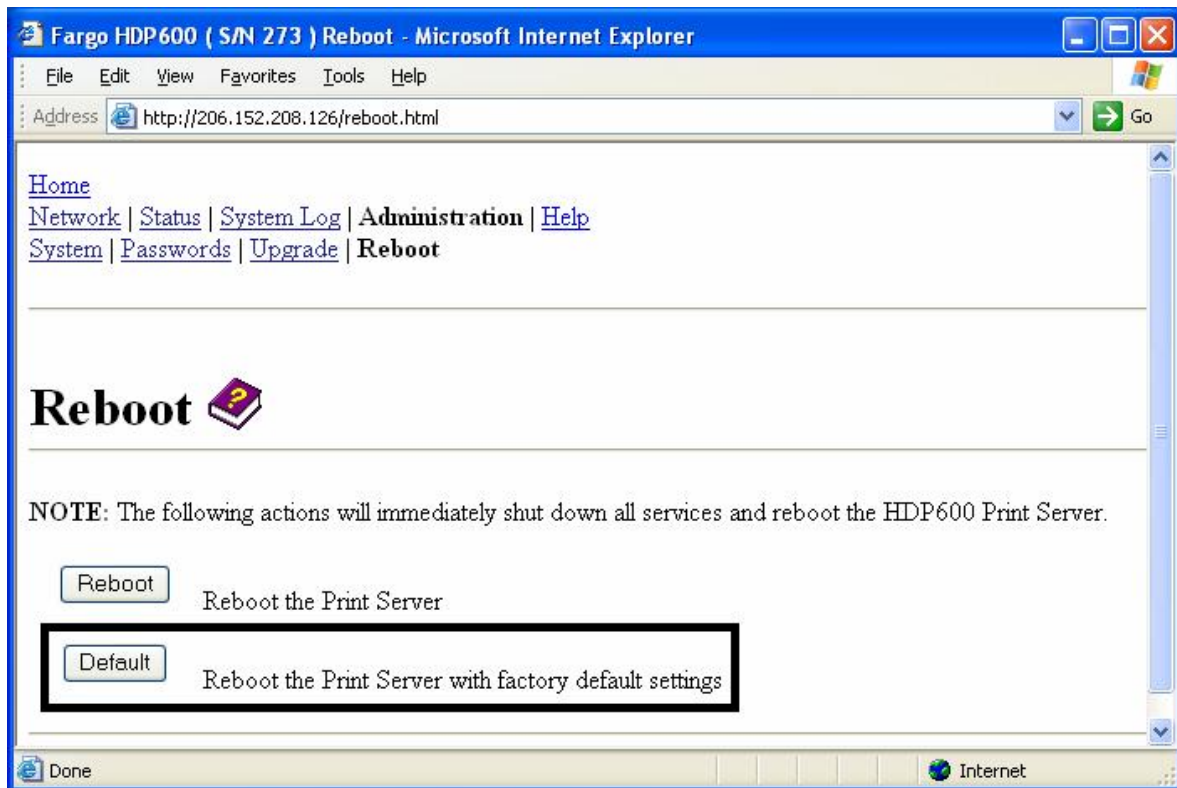 Fargo HDP600 ( S/N 273 ) Reboot - Microsoft Internet Explorer
File Edit View Favorites Tools Help
Address http://206.152.208.126/reboot.html Go
Home
Network | Status | System Log | Administration | Help
System | Passwords | Upgrade | Reboot
Reboot ?
NOTE: The following actions will immediately shut down all services and reboot the HDP600 Print Server.
Reboot Reboot the Print Server
Default Reboot the Print Server with factory default settings
Done Internet